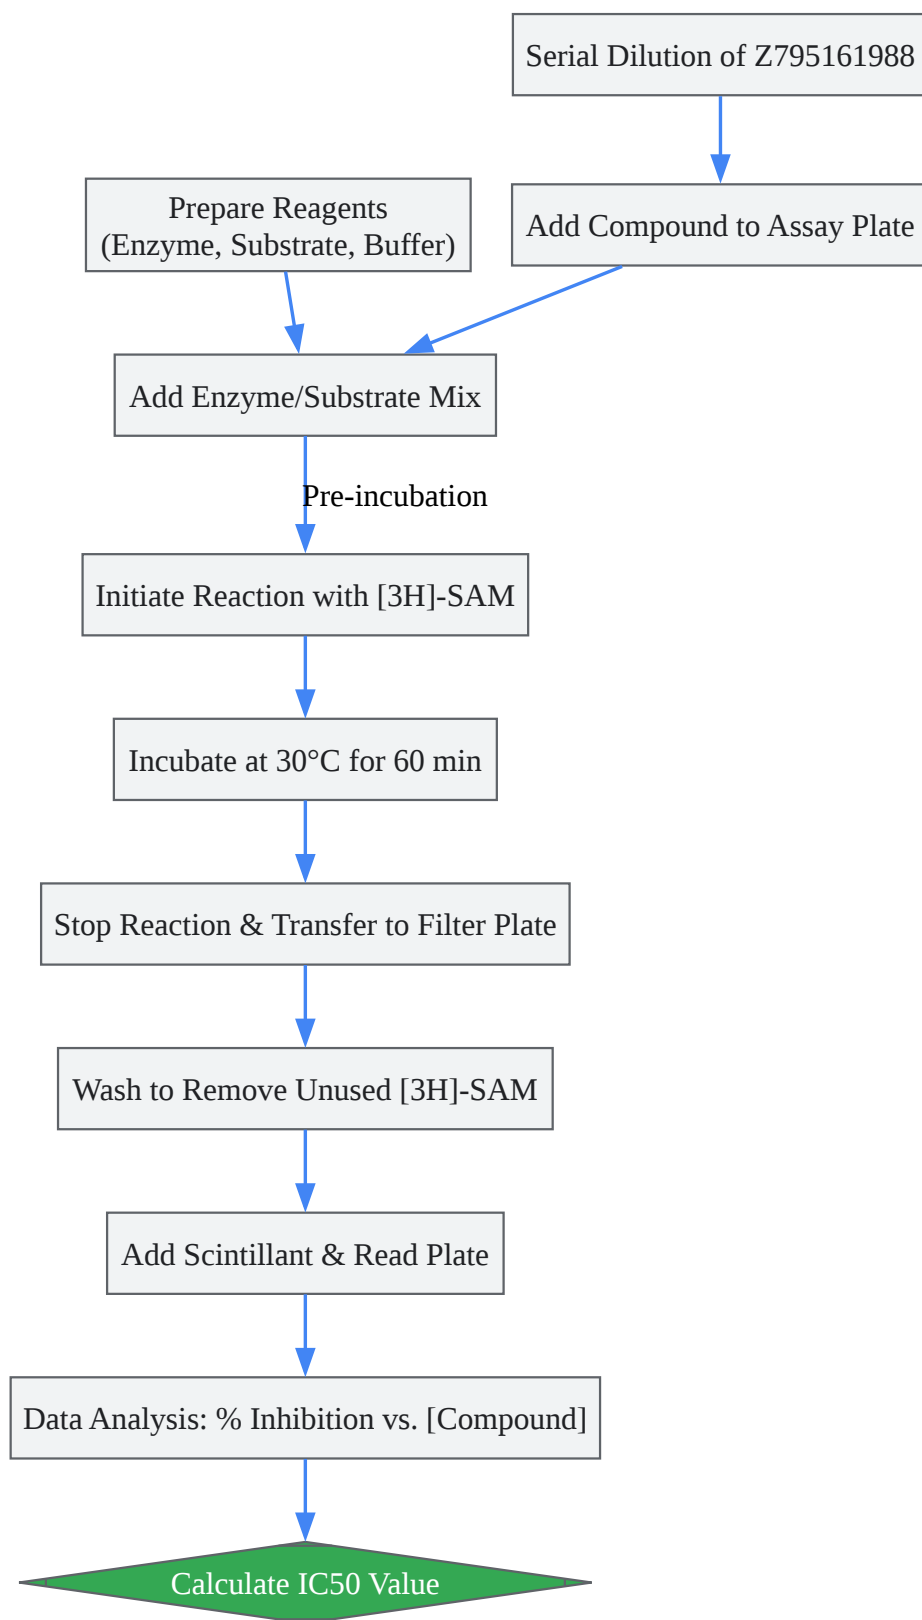 Serial Dilution of Z795161988
Prepare Reagents
(Enzyme, Substrate, Buffer)
Add Compound to Assay Plate
Add Enzyme/Substrate Mix
Pre-incubation
Initiate Reaction with [3H]-SAM
Incubate at 30°C for 60 min
Stop Reaction & Transfer to Filter Plate
Wash to Remove Unused [3H]-SAM
Add Scintillant & Read Plate
Data Analysis: % Inhibition vs. [Compound]
Calculate IC50 Value